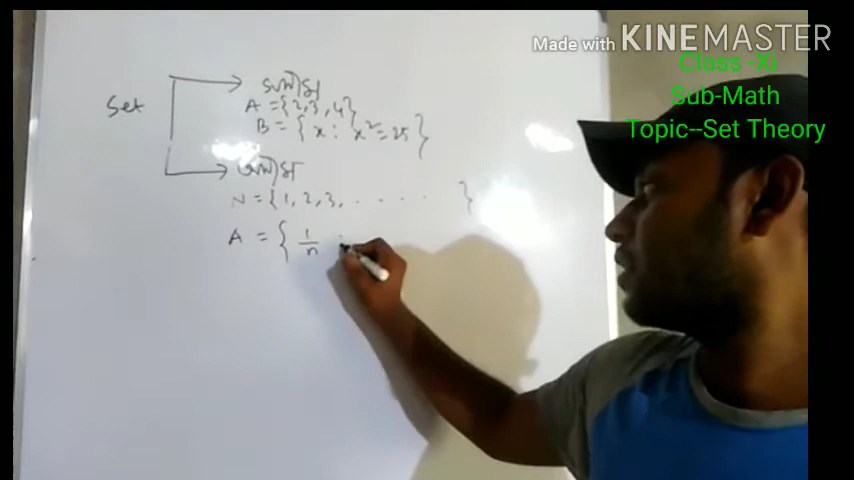 Made with KINEMASTER
Class -Xi
Sub-Math
Topic--Set Theory
Set
সসীম
A = {2,3,4}
B = { x : x² = 25 }
অসীম
N = {1, 2, 3, . . . . . }
A = { 1/n :